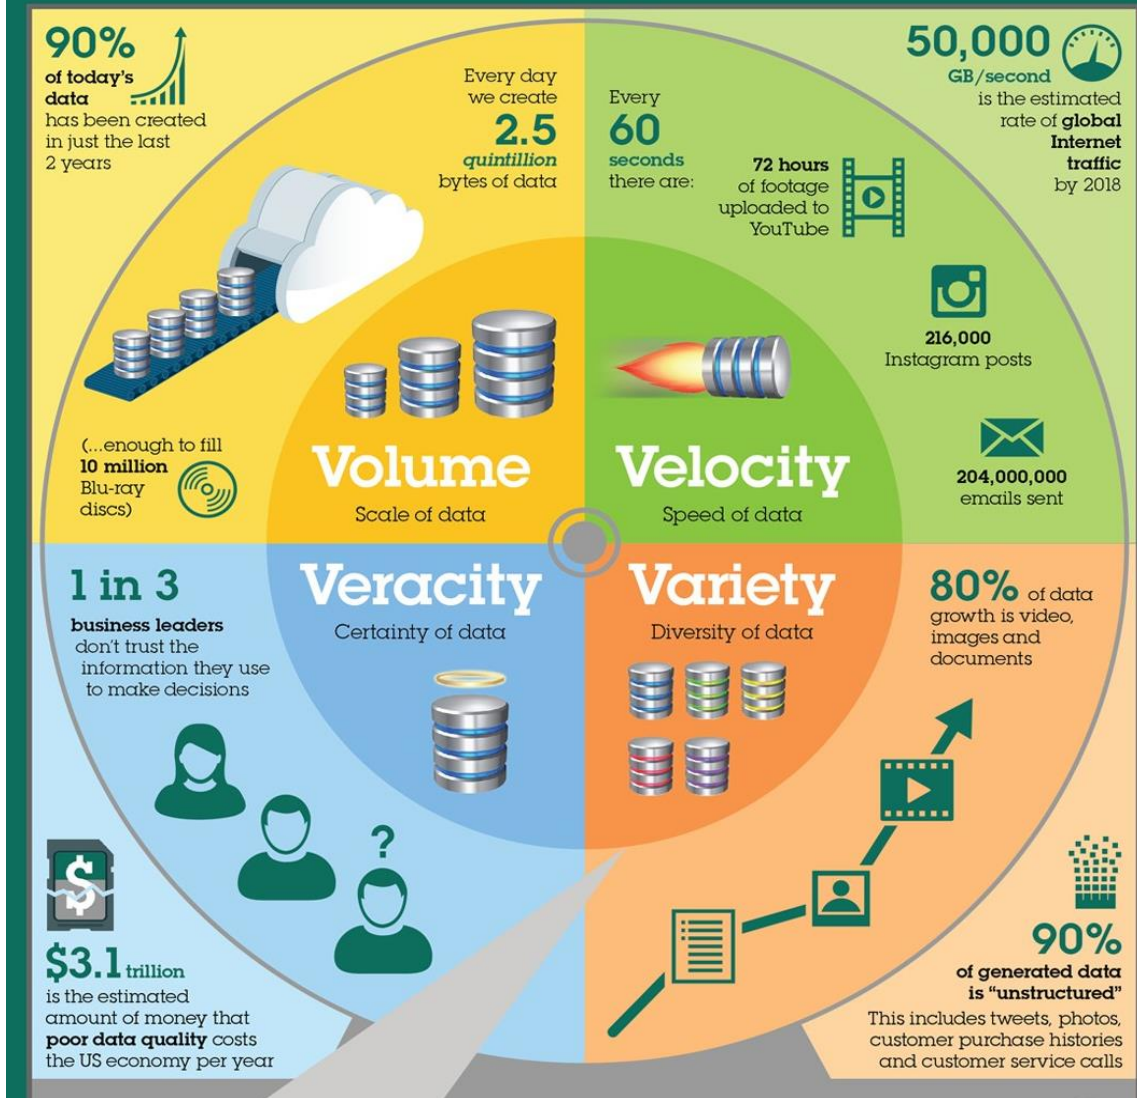 90%
of today's
data
has been created
in just the last
2 years
Every day
we create
2.5
quintillion
bytes of data
(...enough to fill
10 million
Blu-ray
discs)
Volume
Scale of data
Every
60
seconds
there are:
72 hours
of footage
uploaded to
YouTube
50,000
GB/second
is the estimated
rate of global
Internet
traffic
by 2018
216,000
Instagram posts
204,000,000
emails sent
Velocity
Speed of data
Veracity
Certainty of data
1 in 3
business leaders
don't trust the
information they use
to make decisions
?
$
$3.1 trillion
is the estimated
amount of money that
poor data quality costs
the US economy per year
Variety
Diversity of data
80% of data
growth is video,
images and
documents
90%
of generated data
is "unstructured"
This includes tweets, photos,
customer purchase histories
and customer service calls